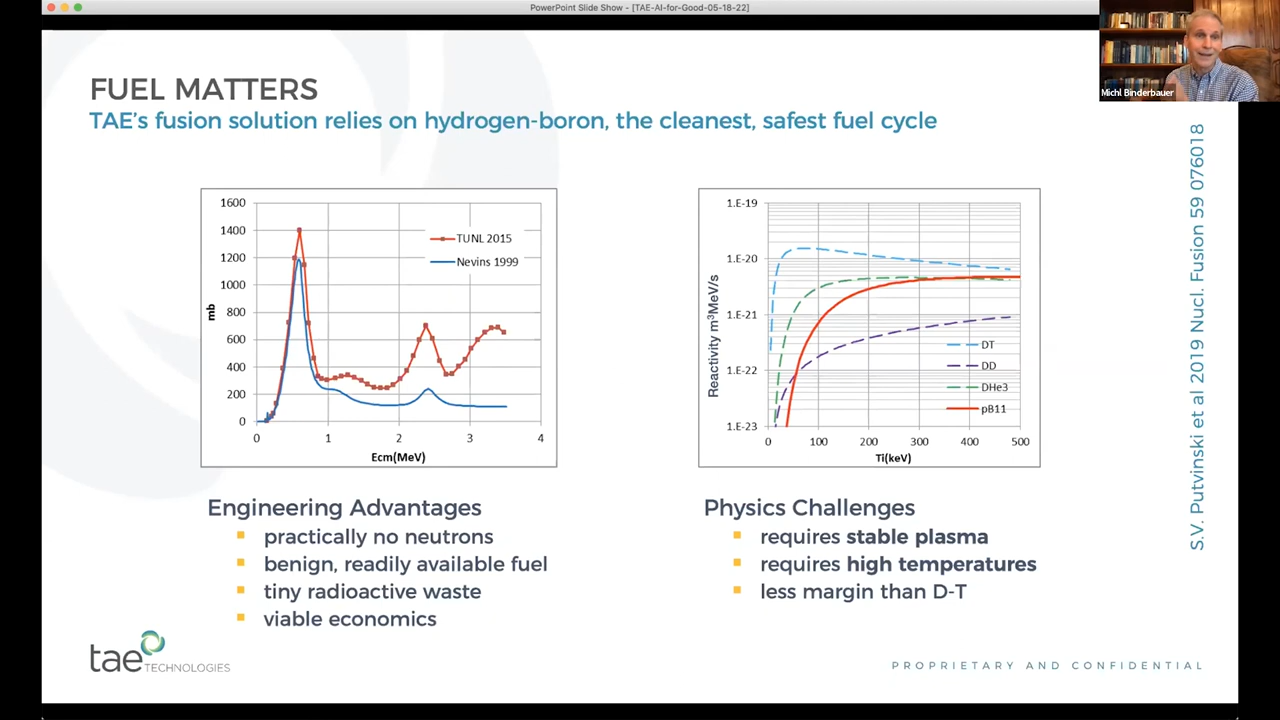 PowerPoint Slide Show - [TAE-AI-for-Good-05-18-22]
Michl Binderbauer
FUEL MATTERS
TAE's fusion solution relies on hydrogen-boron, the cleanest, safest fuel cycle
1600
1400
1200
1000
800
600
400
200
0
mb
TUNL 2015
Nevins 1999
0 1 2 3 4
Ecm(MeV)
1.E-19
1.E-20
1.E-21
1.E-22
1.E-23
Reactivity m³MeV/s
DT
DD
DHe3
pB11
0 100 200 300 400 500
Ti(keV)
S.V. Putvinski et al 2019 Nucl. Fusion 59 076018
Engineering Advantages
practically no neutrons
benign, readily available fuel
tiny radioactive waste
viable economics
Physics Challenges
requires stable plasma
requires high temperatures
less margin than D-T
tae TECHNOLOGIES
PROPRIETARY AND CONFIDENTIAL